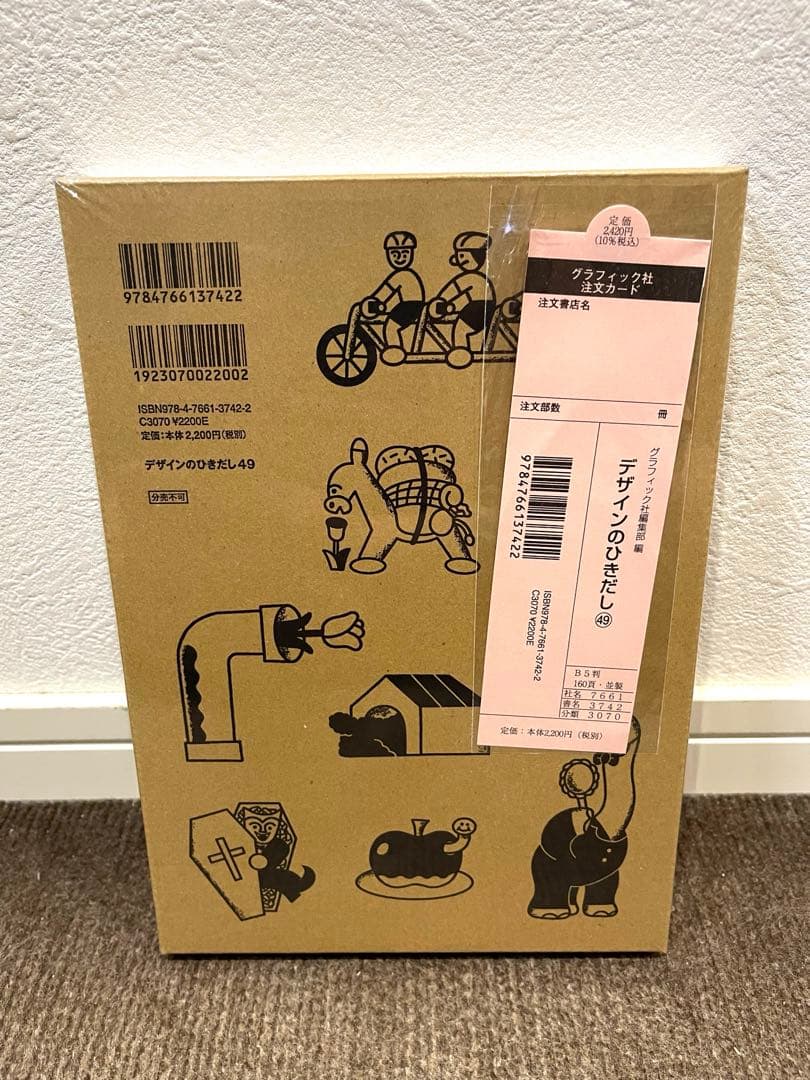 9784766137422
1923070022002
ISBN978-4-7661-3742-2
C3070 ¥2200E
定価:本体2,200円(税別)
デザインのひきだし49
分売不可
定価
2,420円
(10%税込)
グラフィック社
注文カード
注文書店名
注文部数 冊
グラフィック社編集部 編
デザインのひきだし㊾
9784766137422
ISBN978-4-7661-3742-2
C3070 ¥2200E
B5判
160頁・並製
社名 7661
書名 3742
分類 3070
定価:本体2,200円(税別)